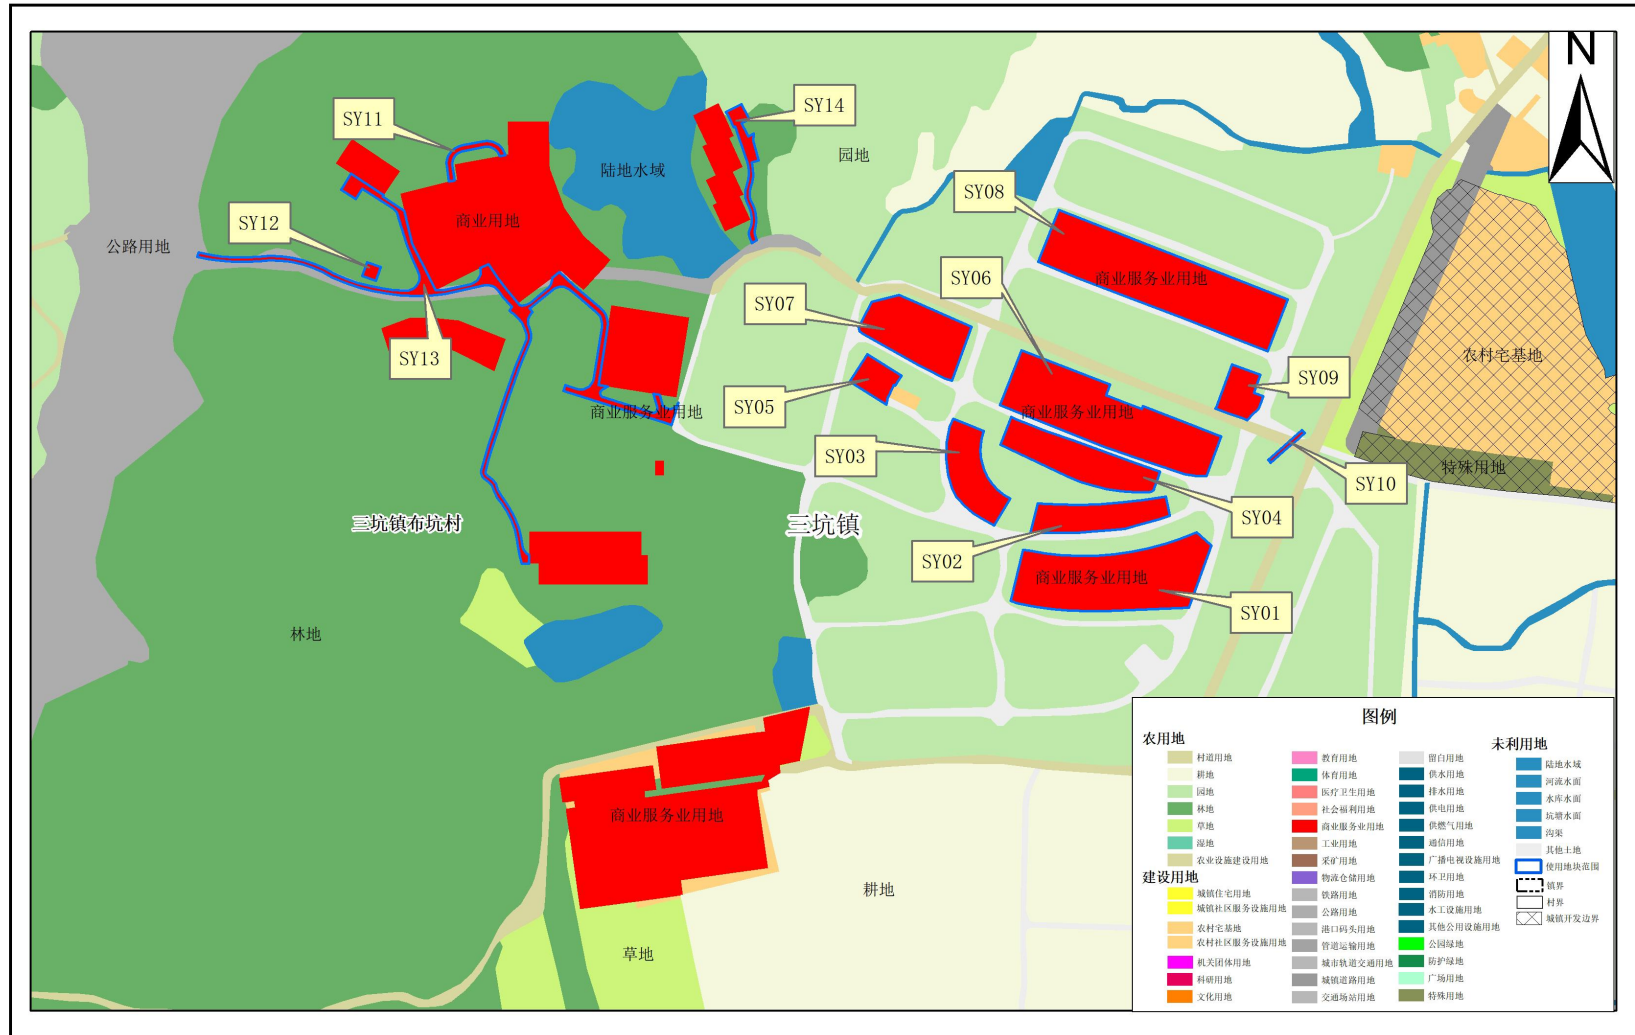 N
SY14
SY11
园地
陆地水域
SY08
SY12
商业用地
公路用地
SY06
商业服务业用地
SY07
SY13
农村宅基地
SY09
SY05
商业服务业用地
商业服务业用地
SY03
特殊用地
SY10
三坑镇布坑村
三坑镇
SY04
SY02
商业服务业用地
SY01
林地
商业服务业用地
耕地
草地
图例
农用地
村道用地
耕地
园地
林地
草地
湿地
农业设施建设用地
建设用地
城镇住宅用地
城镇社区服务设施用地
农村宅基地
农村社区服务设施用地
机关团体用地
科研用地
文化用地
教育用地
体育用地
医疗卫生用地
社会福利用地
商业服务业用地
工业用地
采矿用地
物流仓储用地
铁路用地
公路用地
港口码头用地
管道运输用地
城市轨道交通用地
城镇道路用地
交通场站用地
留白用地
供水用地
排水用地
供电用地
供燃气用地
通信用地
广播电视设施用地
环卫用地
消防用地
水工设施用地
其他公用设施用地
公园绿地
防护绿地
广场用地
特殊用地
未利用地
陆地水域
河流水面
水库水面
坑塘水面
沟渠
其他土地
使用地块范围
镇界
村界
城镇开发边界